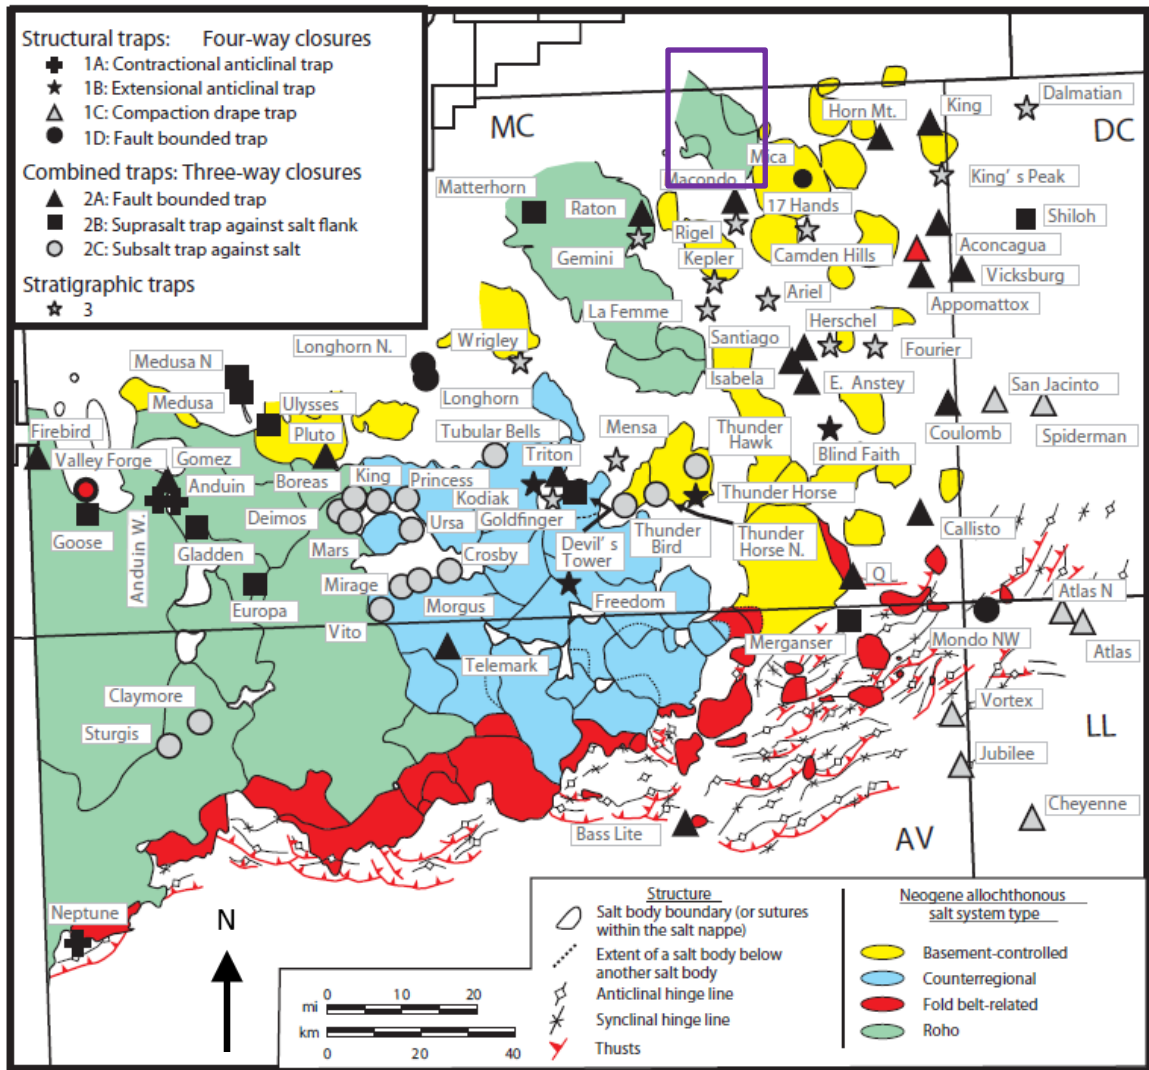 Structural traps: Four-way closures
1A: Contractional anticlinal trap
1B: Extensional anticlinal trap
1C: Compaction drape trap
1D: Fault bounded trap
Combined traps: Three-way closures
2A: Fault bounded trap
2B: Suprasalt trap against salt flank
2C: Subsalt trap against salt
Stratigraphic traps
3
MC
DC
Horn Mt.
King
Dalmatian
Mica
Macondo
King's Peak
Matterhorn
Raton
17 Hands
Shiloh
Rigel
Gemini
Kepler
Camden Hills
Aconcagua
Vicksburg
Ariel
Appomattox
La Femme
Herschel
Santiago
Fourier
Wrigley
Longhorn N.
Medusa N
Isabela
E. Anstey
San Jacinto
Longhorn
Medusa
Ulysses
Coulomb
Spiderman
Firebird
Pluto
Tubular Bells
Mensa
Thunder
Hawk
Blind Faith
Valley Forge
Gomez
Triton
Anduin
Boreas
King
Princess
Kodiak
Thunder Horse
Goose
Anduin W.
Deimos
Ursa
Goldfinger
Gladden
Mars
Crosby
Devil's
Tower
Thunder
Bird
Thunder
Horse N.
Callisto
Europa
Mirage
Morgus
Freedom
Q
Atlas N
Vito
Telemark
Merganser
Mondo NW
Atlas
Claymore
Sturgis
Vortex
LL
Jubilee
Cheyenne
Bass Lite
AV
Neptune
N
Structure
Salt body boundary (or sutures
within the salt nappe)
Extent of a salt body below
another salt body
Anticlinal hinge line
Synclinal hinge line
Thusts
Neogene allochthonous
salt system type
Basement-controlled
Counterregional
Fold belt-related
Roho
0 10 20
mi
km
0 20 40